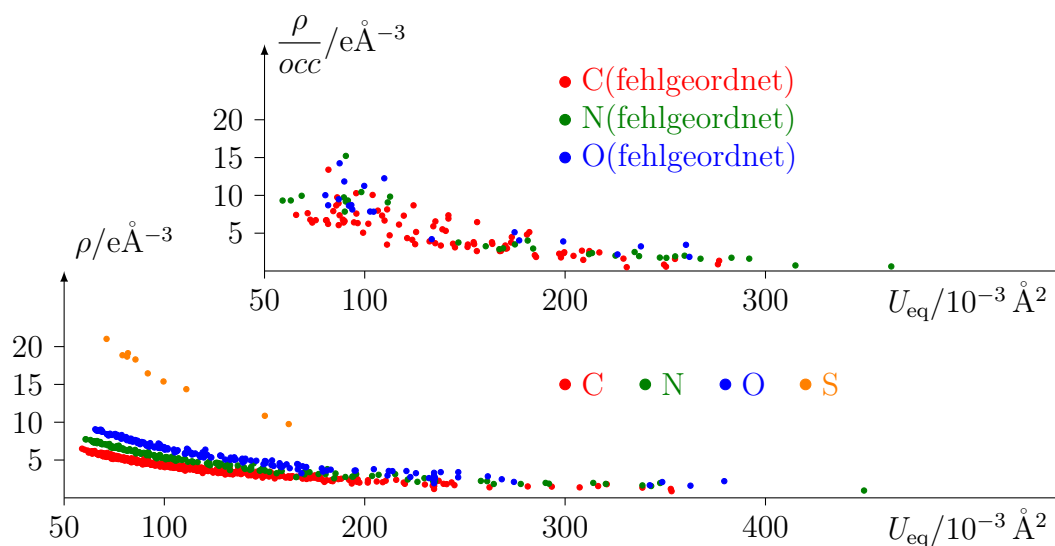 ρ/occ/eÅ⁻³
C(fehlgeordnet)
N(fehlgeordnet)
O(fehlgeordnet)
20
15
10
5
50 100 200 300 U_eq/10⁻³ Å²
ρ/eÅ⁻³
20
15
10
5
C N O S
50 100 200 300 400 U_eq/10⁻³ Å²